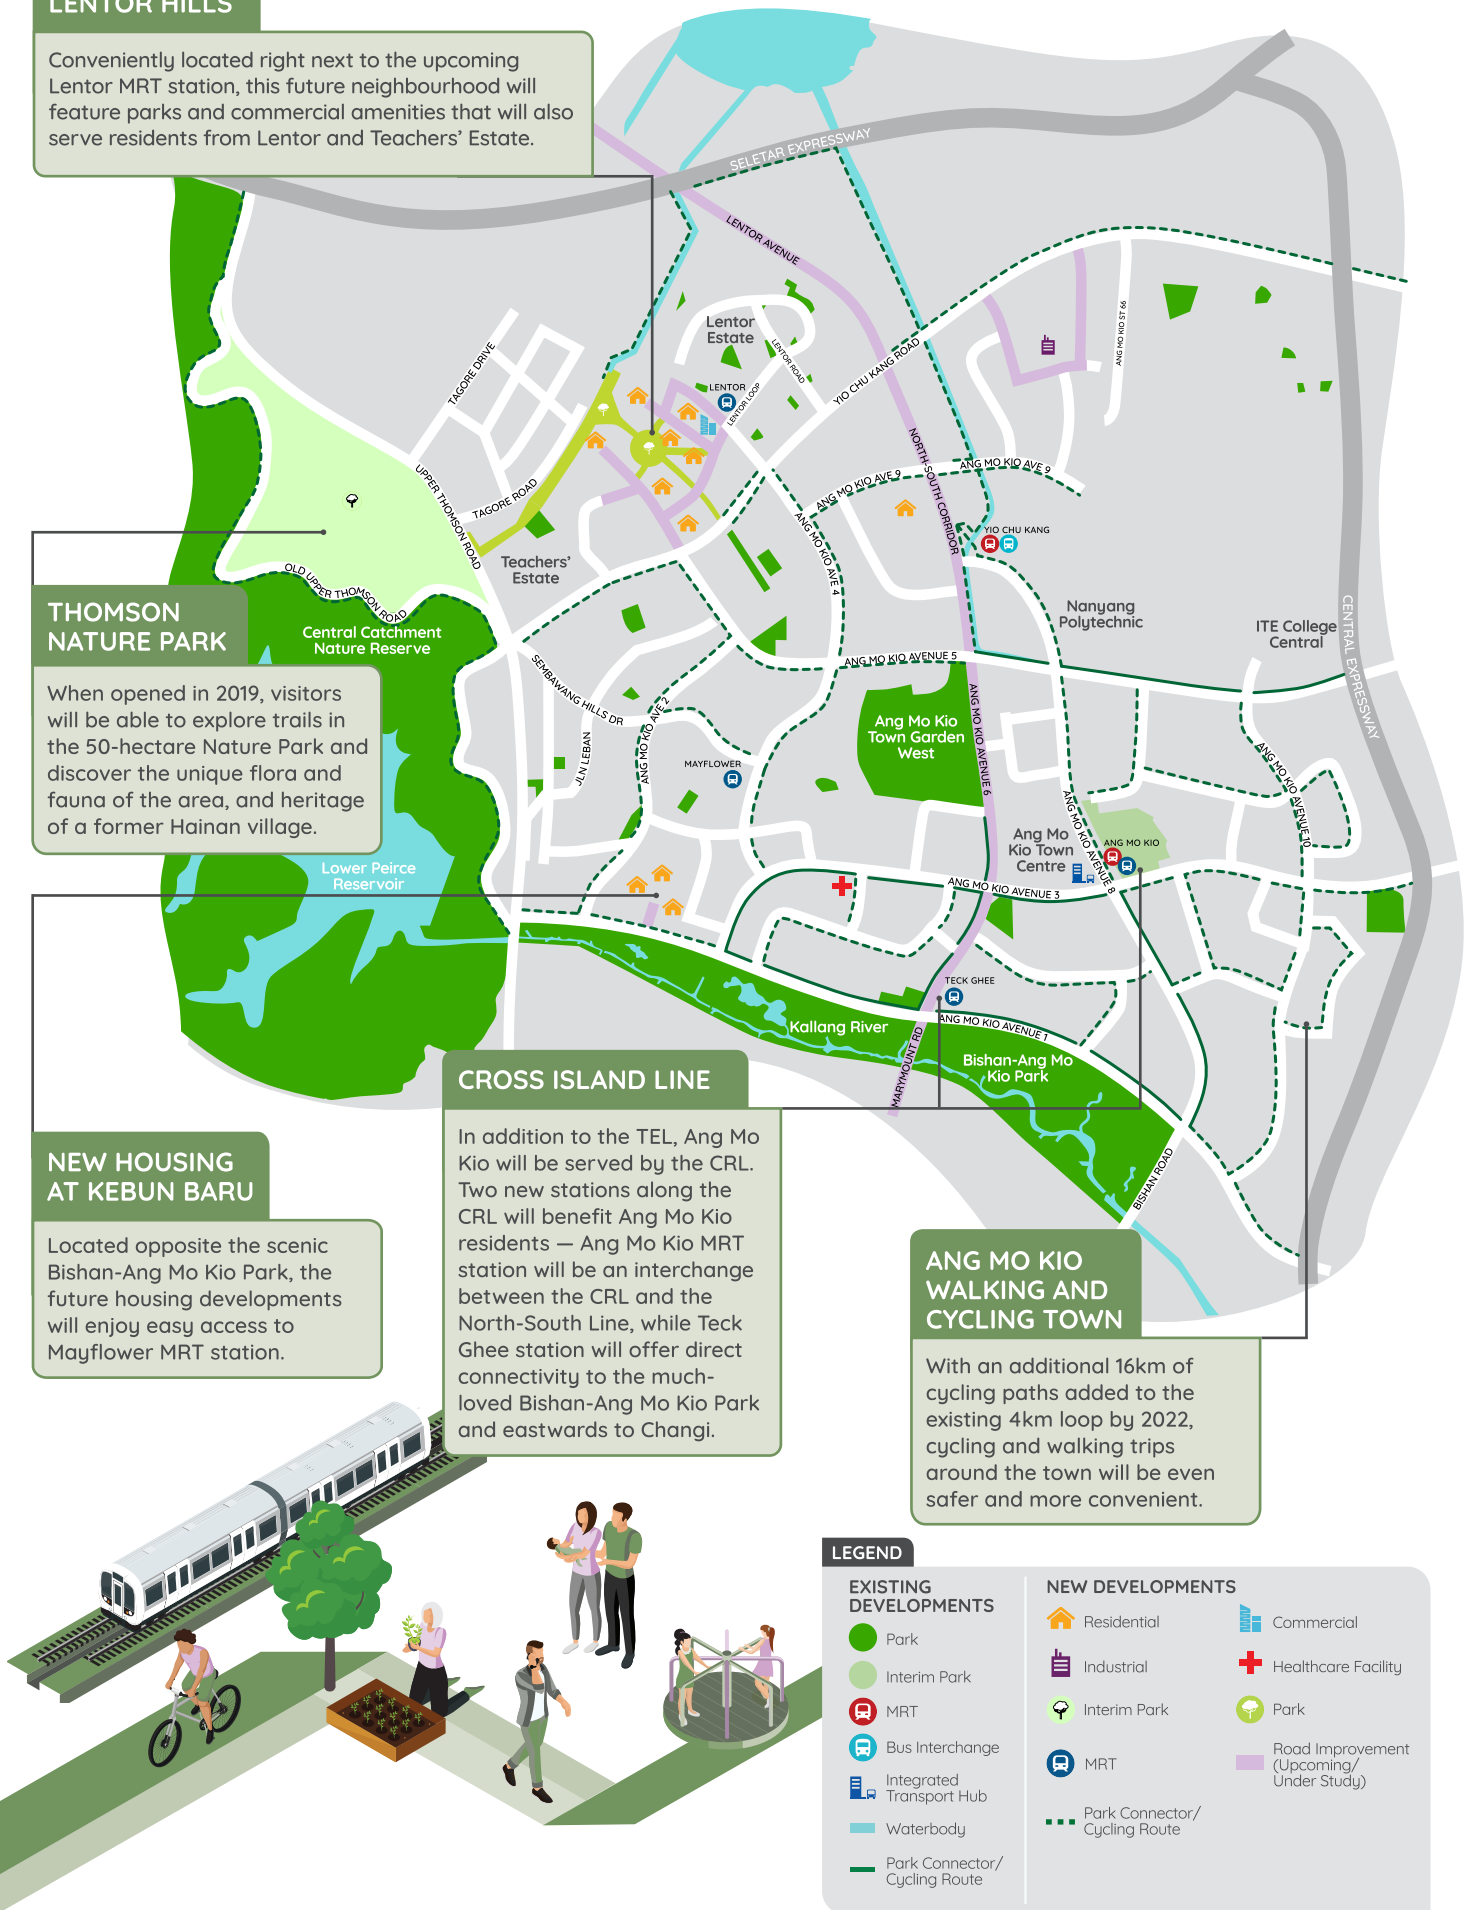 LENTOR HILLS
Conveniently located right next to the upcoming
Lentor MRT station, this future neighbourhood will
feature parks and commercial amenities that will also
serve residents from Lentor and Teachers' Estate.
SELETAR EXPRESSWAY
LENTOR AVENUE
Lentor
Estate
LENTOR ROAD
LENTOR
LENTOR LOOP
YIO CHU KANG ROAD
ANG MO KIO ST 66
TAGORE DRIVE
TAGORE ROAD
UPPER THOMSON ROAD
OLD UPPER THOMSON ROAD
Teachers'
Estate
NORTH-SOUTH CORRIDOR
ANG MO KIO AVE 9
ANG MO KIO AVE 9
ANG MO KIO AVE 4
YIO CHU KANG
Nanyang
Polytechnic
ITE College
Central
CENTRAL EXPRESSWAY
THOMSON
NATURE PARK
When opened in 2019, visitors
will be able to explore trails in
the 50-hectare Nature Park and
discover the unique flora and
fauna of the area, and heritage
of a former Hainan village.
Central Catchment
Nature Reserve
Lower Peirce
Reservoir
SEMBAWANG HILLS DR
JLN LEBAN
ANG MO KIO AVE 2
MAYFLOWER
ANG MO KIO AVENUE 5
Ang Mo Kio
Town Garden
West
ANG MO KIO AVENUE 6
Ang Mo
Kio Town
Centre
ANG MO KIO
ANG MO KIO AVENUE 8
ANG MO KIO AVENUE 10
ANG MO KIO AVENUE 3
TECK GHEE
ANG MO KIO AVENUE 1
MARYMOUNT RD
Kallang River
Bishan-Ang Mo
Kio Park
BISHAN ROAD
NEW HOUSING
AT KEBUN BARU
Located opposite the scenic
Bishan-Ang Mo Kio Park, the
future housing developments
will enjoy easy access to
Mayflower MRT station.
CROSS ISLAND LINE
In addition to the TEL, Ang Mo
Kio will be served by the CRL.
Two new stations along the
CRL will benefit Ang Mo Kio
residents — Ang Mo Kio MRT
station will be an interchange
between the CRL and the
North-South Line, while Teck
Ghee station will offer direct
connectivity to the much-
loved Bishan-Ang Mo Kio Park
and eastwards to Changi.
ANG MO KIO
WALKING AND
CYCLING TOWN
With an additional 16km of
cycling paths added to the
existing 4km loop by 2022,
cycling and walking trips
around the town will be even
safer and more convenient.
LEGEND
EXISTING
DEVELOPMENTS
Park
Interim Park
MRT
Bus Interchange
Integrated
Transport Hub
Waterbody
Park Connector/
Cycling Route
NEW DEVELOPMENTS
Residential
Commercial
Industrial
Healthcare Facility
Interim Park
Park
MRT
Road Improvement
(Upcoming/
Under Study)
Park Connector/
Cycling Route